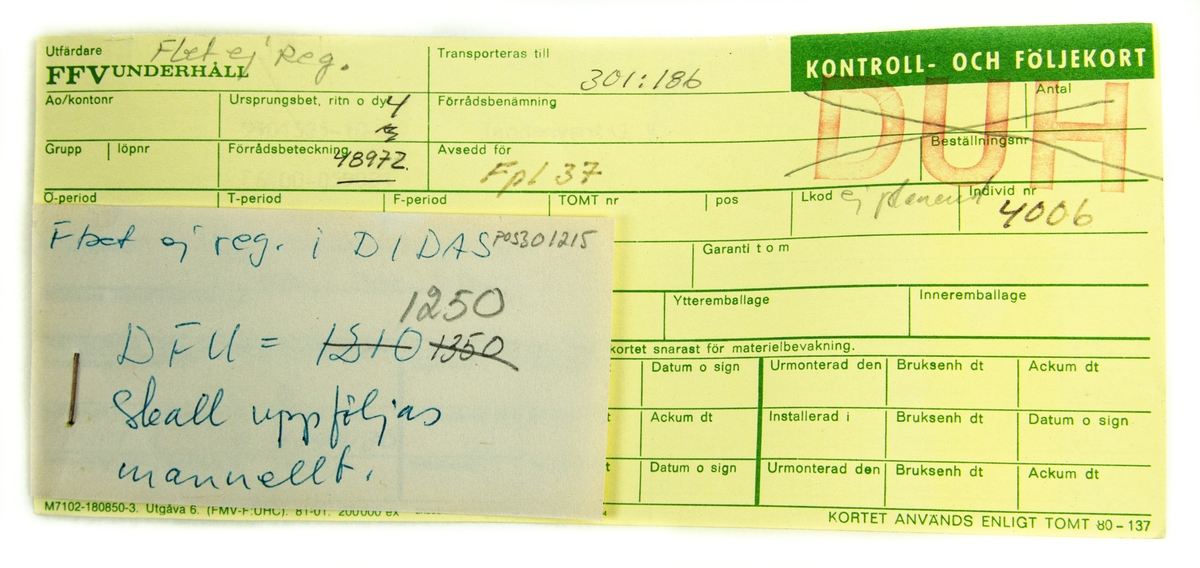 Utfärdare Fbet ej reg.
FFV UNDERHÅLL
Transporteras till
301:186
KONTROLL- OCH FÖLJEKORT
DUH
Ao/kontonr
Ursprungsbet, ritn o dy 4
Förrådsbenämning
Antal
Grupp löpnr
Förrådsbeteckning 48972.
Avsedd för
Fpl 37
Beställningsnr
O-period
T-period
F-period
TOMT nr
pos
Lkod ej planerad
Individ nr
4006
Garanti t o m
Ytteremballage
Inneremballage
kortet snarast för materielbevakning.
Datum o sign
Urmonterad den
Bruksenh dt
Ackum dt
Ackum dt
Installerad i
Bruksenh dt
Datum o sign
Datum o sign
Urmonterad den
Bruksenh dt
Ackum dt
Fbet ej reg. i DIDAS POS301215
1250
DFU = 1210 1350
Skall uppföljas
manuellt.
M7102-180850-3. Utgåva 6. (FMV-F:UHC). 81-01. 200000 ex
KORTET ANVÄNDS ENLIGT TOMT 80-137